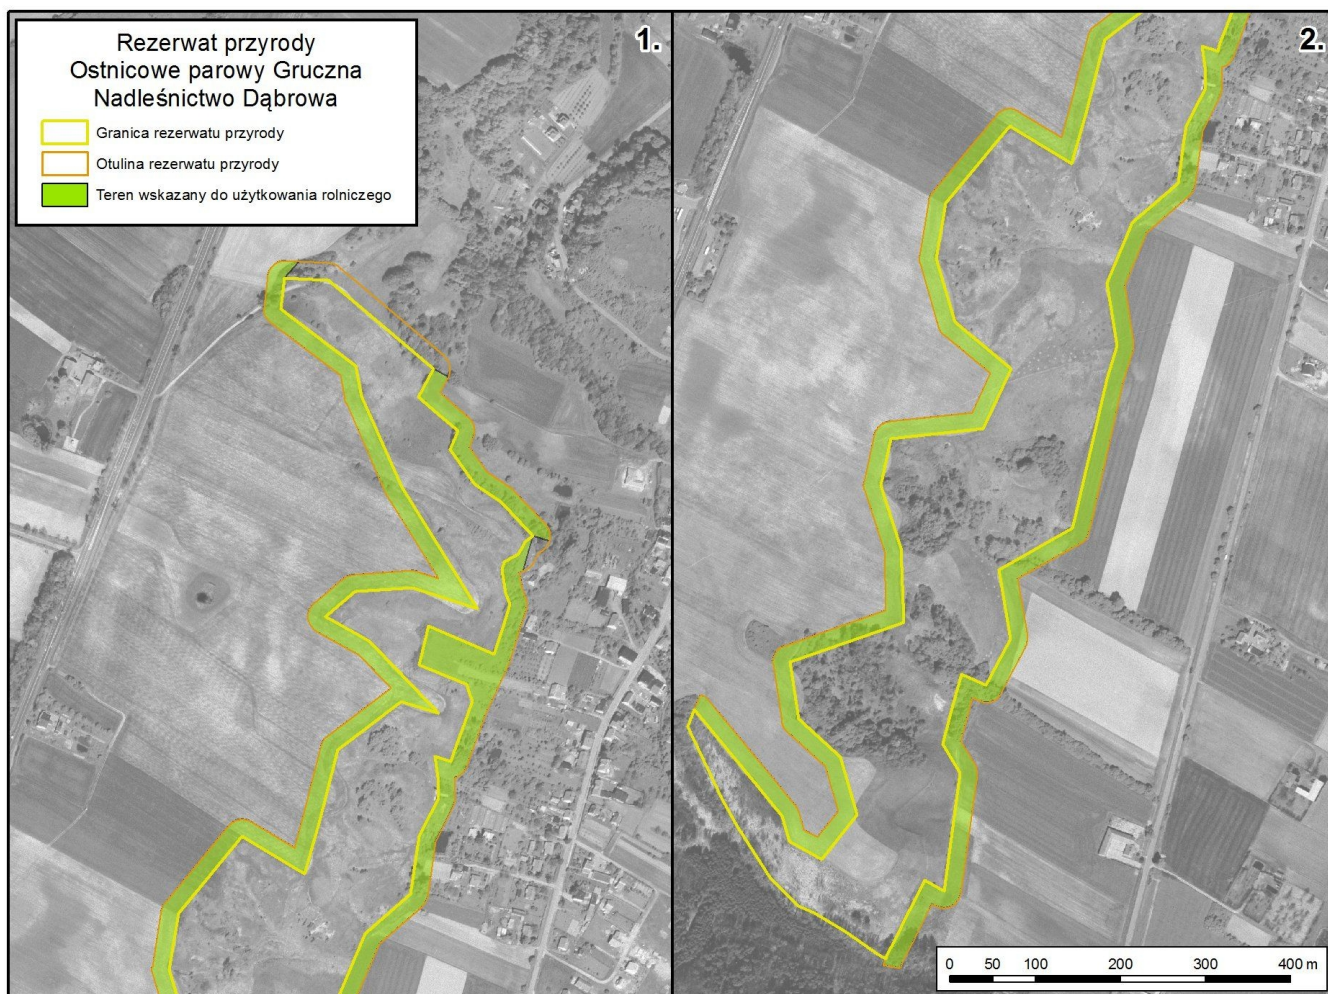 Rezerwat przyrody
Ostnicowe parowy Gruczna
Nadleśnictwo Dąbrowa
Granica rezerwatu przyrody
Otulina rezerwatu przyrody
Teren wskazany do użytkowania rolniczego
1.
2.
0 50 100 200 300 400 m